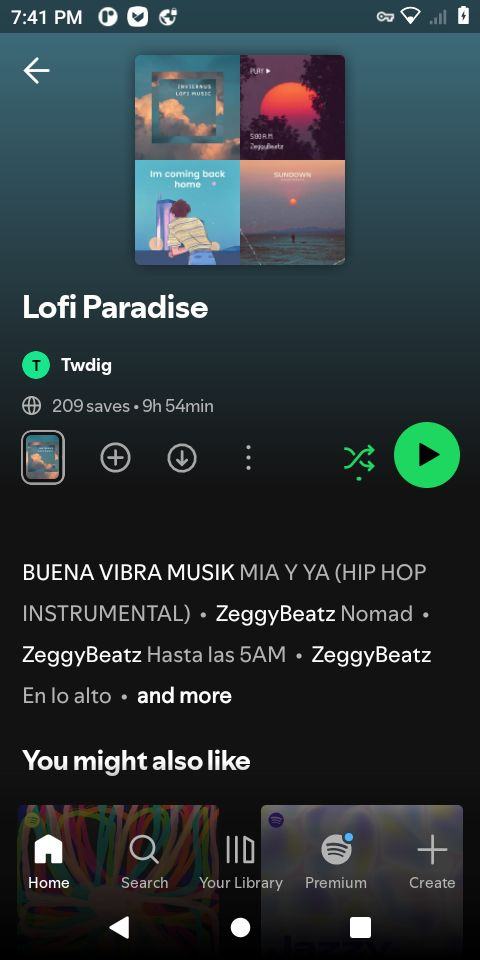 7:41 PM
INVIERNUS
LOFI MUSIC
PLAY
5:00 A.M.
ZeggyBeatz
Im coming back
home
SUNDOWN
Lofi Paradise
T
Twdig
209 saves • 9h 54min
BUENA VIBRA MUSIK MIA Y YA (HIP HOP
INSTRUMENTAL) • ZeggyBeatz Nomad •
ZeggyBeatz Hasta las 5AM • ZeggyBeatz
En lo alto • and more
You might also like
Home
Search
Your Library
Premium
Create
Jazzy